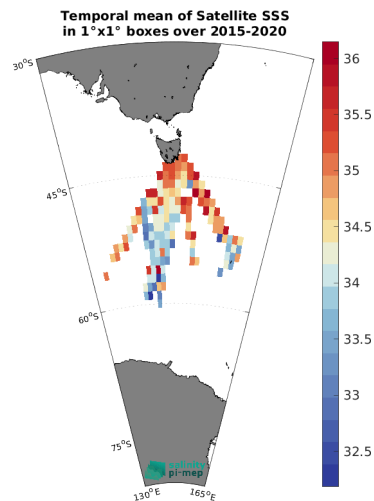 Temporal mean of Satellite SSS
in 1°x1° boxes over 2015-2020
30°S
45°S
60°S
75°S
130°E
165°E
36
35.5
35
34.5
34
33.5
33
32.5
salinity
pi-mep